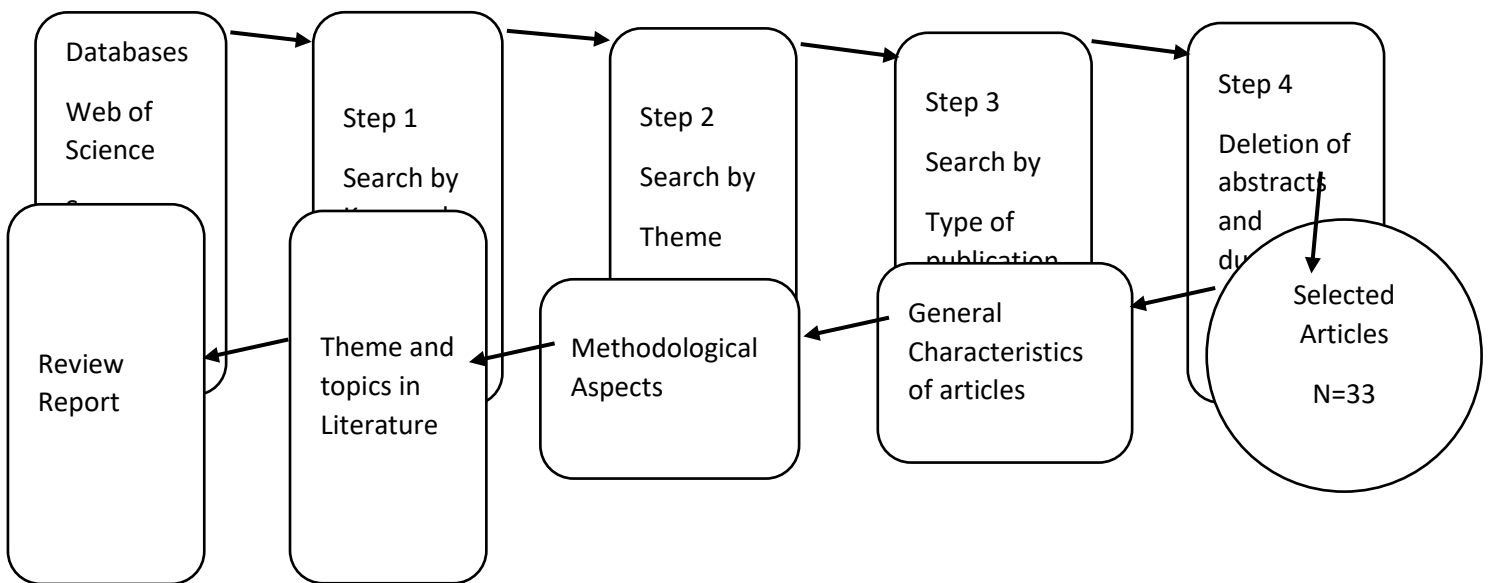 Databases
Web of
Science
Step 1
Search by
Step 2
Search by
Theme
Step 3
Search by
Type of
publication
Step 4
Deletion of
abstracts
and
Selected
Articles
N=33
General
Characteristics
of articles
Methodological
Aspects
Theme and
topics in
Literature
Review
Report